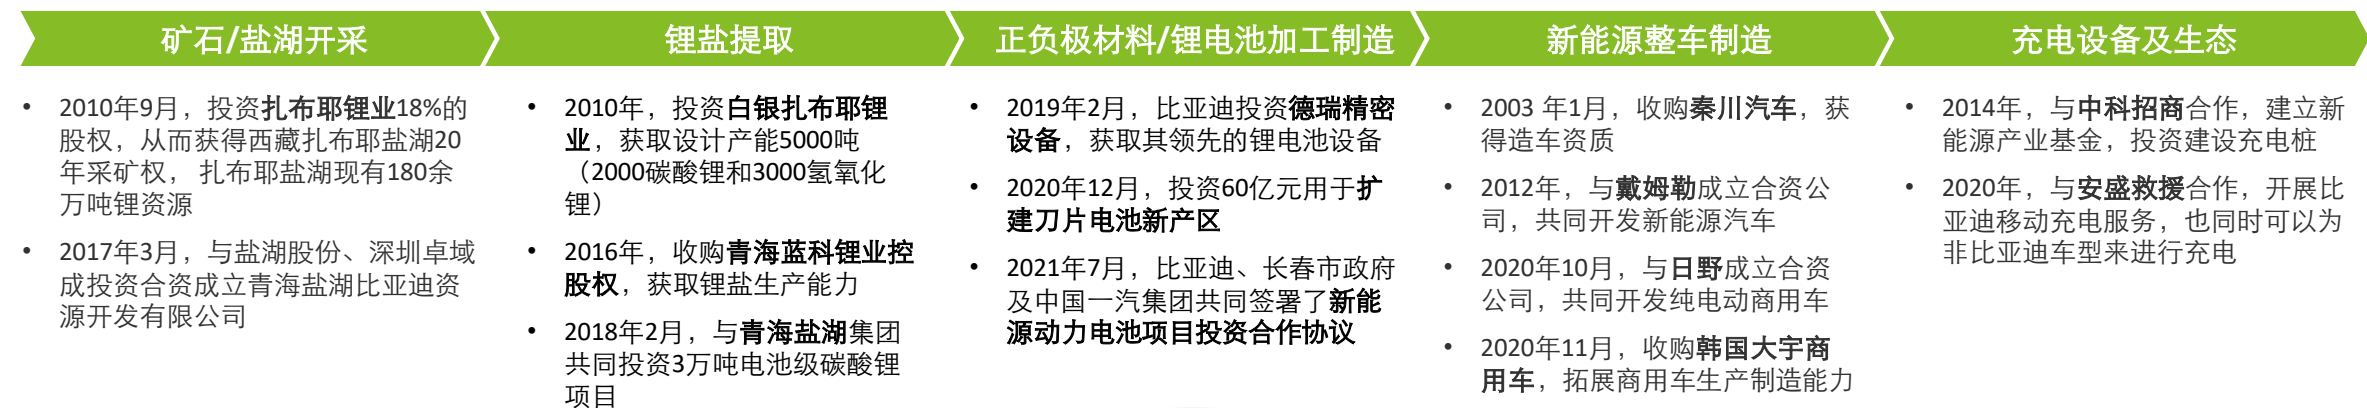 矿石/盐湖开采
锂盐提取
正负极材料/锂电池加工制造
新能源整车制造
充电设备及生态
• 2010年9月，投资扎布耶锂业18%的
股权，从而获得西藏扎布耶盐湖20
年采矿权， 扎布耶盐湖现有180余
万吨锂资源
• 2017年3月，与盐湖股份、深圳卓域
成投资合资成立青海盐湖比亚迪资
源开发有限公司
• 2010年，投资白银扎布耶锂
业，获取设计产能5000吨
（2000碳酸锂和3000氢氧化
锂）
• 2016年，收购青海蓝科锂业控
股权，获取锂盐生产能力
• 2018年2月，与青海盐湖集团
共同投资3万吨电池级碳酸锂
项目
• 2019年2月，比亚迪投资德瑞精密
设备，获取其领先的锂电池设备
• 2020年12月，投资60亿元用于扩
建刀片电池新产区
• 2021年7月，比亚迪、长春市政府
及中国一汽集团共同签署了新能
源动力电池项目投资合作协议
• 2003 年1月，收购秦川汽车，获
得造车资质
• 2012年，与戴姆勒成立合资公
司，共同开发新能源汽车
• 2020年10月，与日野成立合资
公司，共同开发纯电动商用车
• 2020年11月，收购韩国大宇商
用车，拓展商用车生产制造能力
• 2014年，与中科招商合作，建立新
能源产业基金，投资建设充电桩
• 2020年，与安盛救援合作，开展比
亚迪移动充电服务，也同时可以为
非比亚迪车型来进行充电